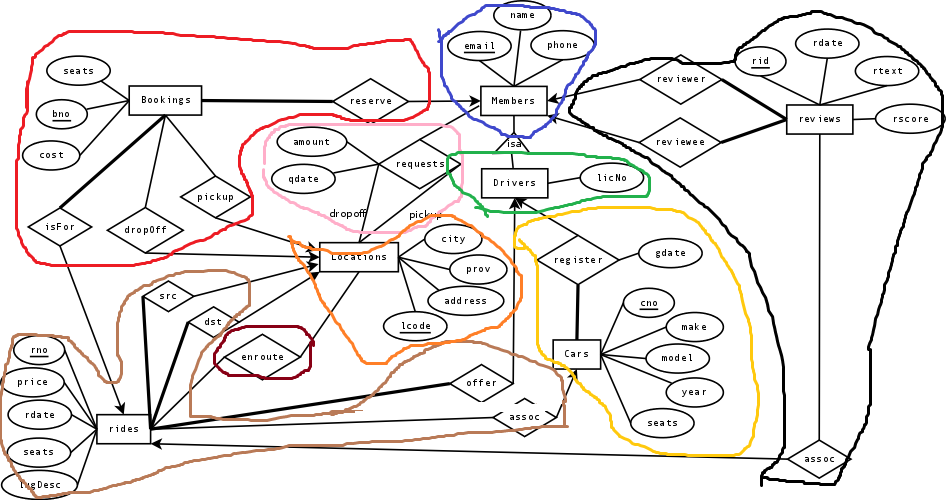 name
email
phone
Members
isa
seats
Bookings
bno
cost
reserve
isFor
dropOff
pickup
amount
qdate
requests
dropoff
pickup
Drivers
licNo
reviewer
reviewee
rid
rdate
rtext
reviews
rscore
Locations
city
prov
address
lcode
register
gdate
cno
Cars
make
model
year
seats
src
dst
enroute
rno
price
rdate
rides
seats
lugDesc
offer
assoc
assoc